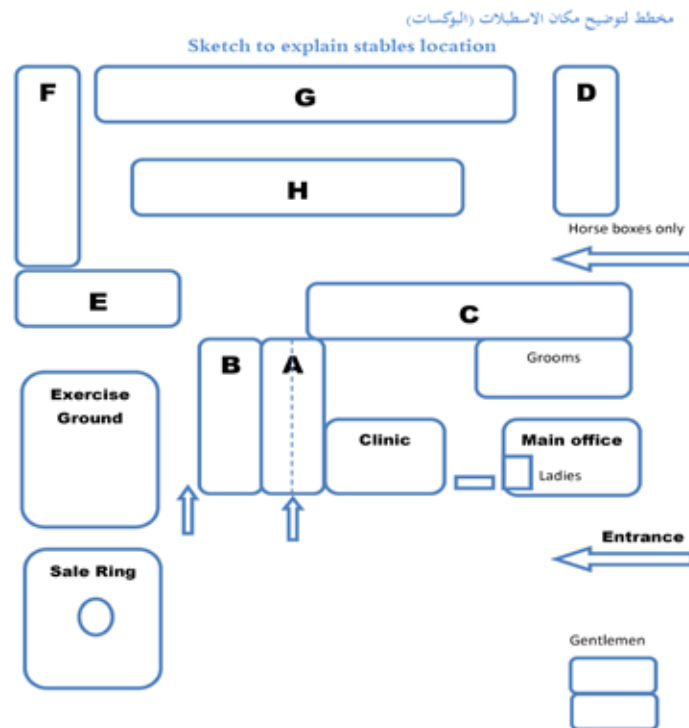 مخطط لتوضيح مكان الاسطبلات (البوكسات)
Sketch to explain stables location
F
G
D
H
Horse boxes only
E
C
B
A
Grooms
Exercise
Ground
Clinic
Main office
Ladies
Entrance
Sale Ring
Gentlemen